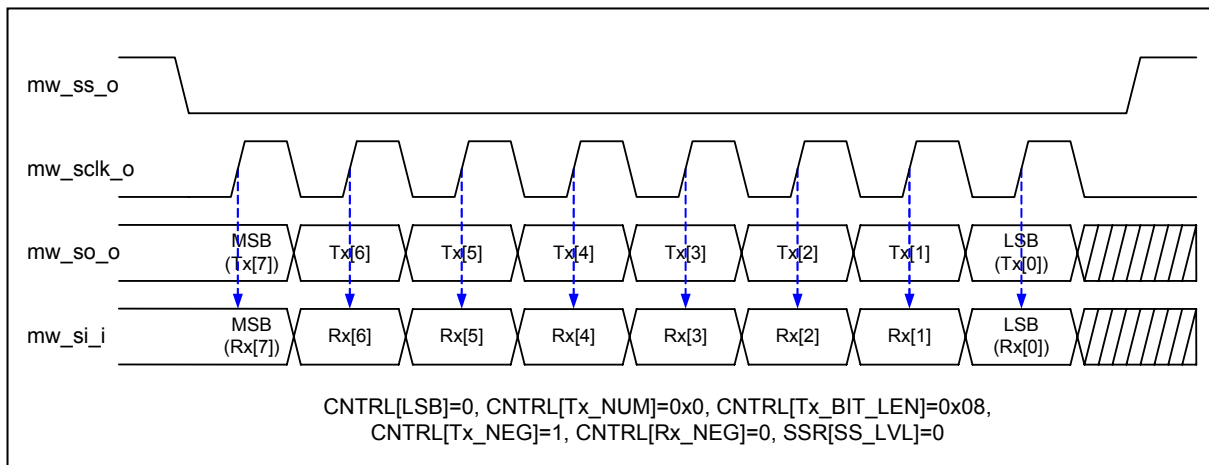 mw_ss_o
mw_sclk_o
mw_so_o
MSB
(Tx[7])
Tx[6]
Tx[5]
Tx[4]
Tx[3]
Tx[2]
Tx[1]
LSB
(Tx[0])
mw_si_i
MSB
(Rx[7])
Rx[6]
Rx[5]
Rx[4]
Rx[3]
Rx[2]
Rx[1]
LSB
(Rx[0])
CNTRL[LSB]=0, CNTRL[Tx_NUM]=0x0, CNTRL[Tx_BIT_LEN]=0x08,
CNTRL[Tx_NEG]=1, CNTRL[Rx_NEG]=0, SSR[SS_LVL]=0